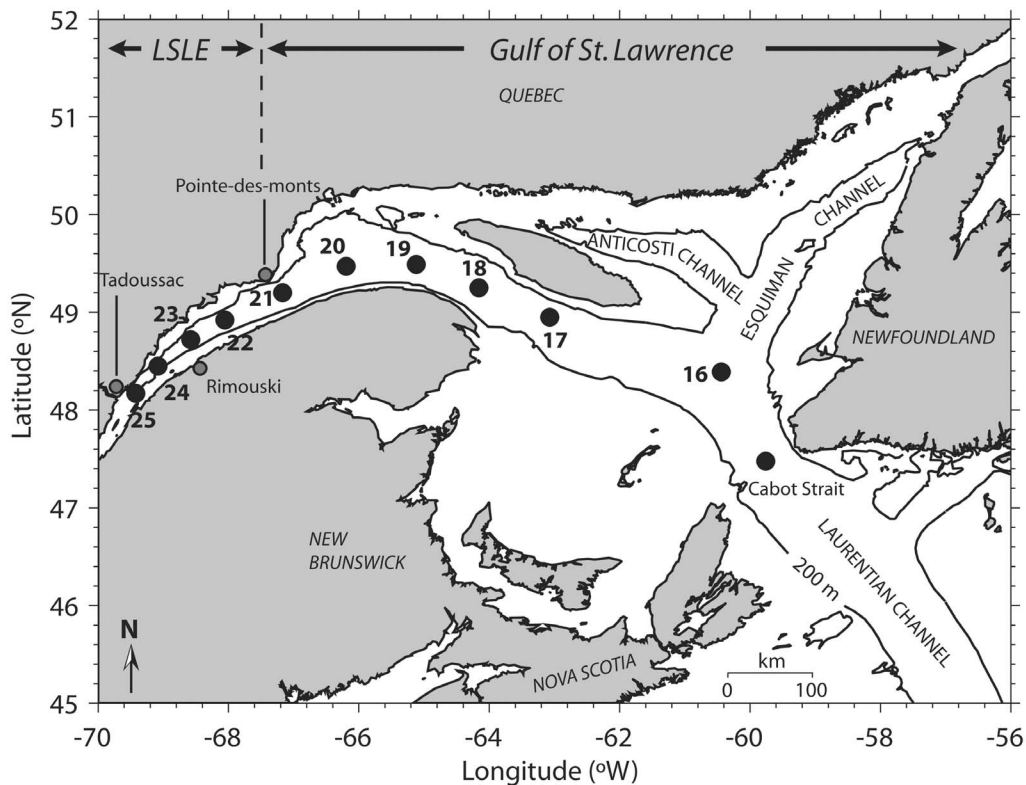 52
LSLE
Gulf of St. Lawrence
QUEBEC
51
Pointe-des-monts
50
20
19
ANTICOSTI CHANNEL
CHANNEL
18
Tadoussac
21
49
23
22
17
ESQUIMAN
NEWFOUNDLAND
24
Rimouski
16
48
25
Cabot Strait
47
NEW
BRUNSWICK
200 m
LAURENTIAN CHANNEL
46
N
NOVA SCOTIA
km
0
100
45
-70
-68
-66
-64
-62
-60
-58
-56
Latitude (ºN)
Longitude (ºW)